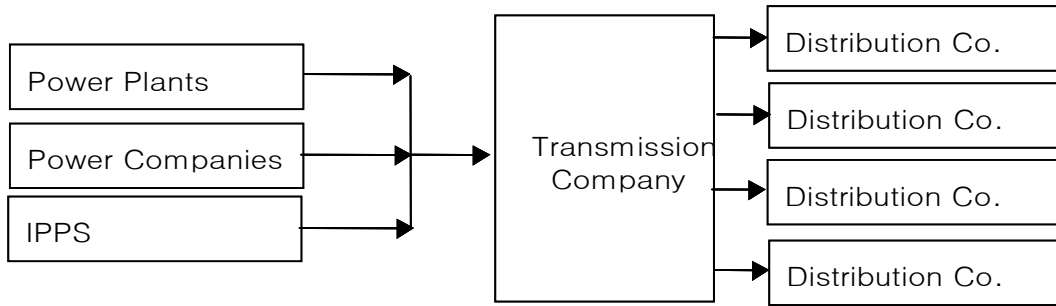 Power Plants
Power Companies
IPPS
Transmission
Company
Distribution Co.
Distribution Co.
Distribution Co.
Distribution Co.